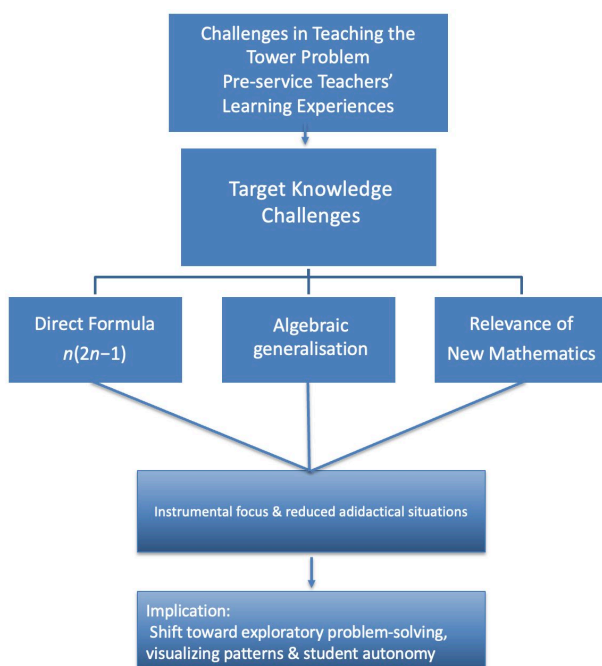 Challenges in Teaching the
Tower Problem
Pre-service Teachers'
Learning Experiences
Target Knowledge
Challenges
Direct Formula
n(2n−1)
Algebraic
generalisation
Relevance of
New Mathematics
Instrumental focus & reduced adidactical situations
Implication:
Shift toward exploratory problem-solving,
visualizing patterns & student autonomy